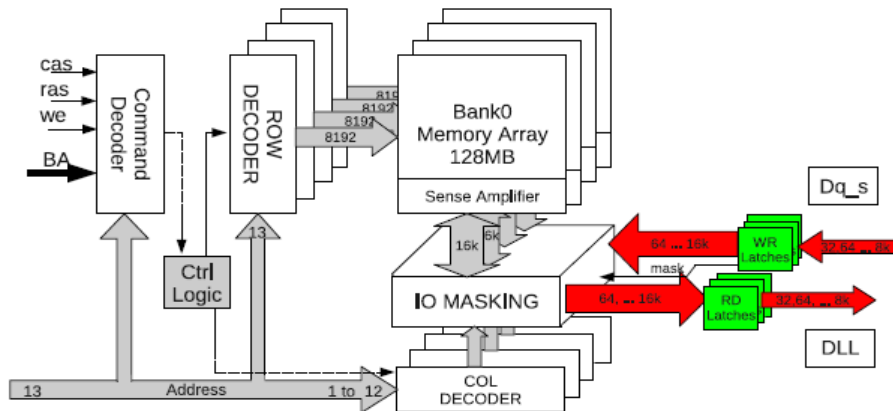 cas
ras
we
BA
Command
Decoder
ROW
DECODER
8192
8192
8192
8192
Bank0
Memory Array
128MB
Sense Amplifier
Dq_s
16k
6k
64 ... 16k
WR
Latches
32,64, ... 8k
13
Ctrl
Logic
mask
IO MASKING
64, ... 16k
RD
Latches
32,64, ... 8k
DLL
13
Address
1 to
12
COL
DECODER